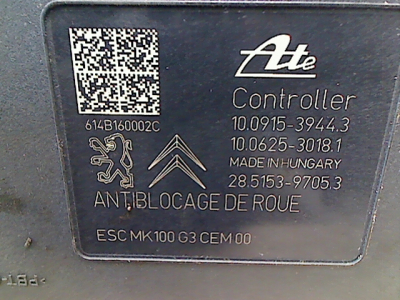 Ate
Controller
614B160002C
10.0915-3944.3
10.0625-3018.1
MADE IN HUNGARY
28.5153-9705.3
ANTIBLOCAGE DE ROUE
ESC MK100 G3 CEM 00
>PBT-